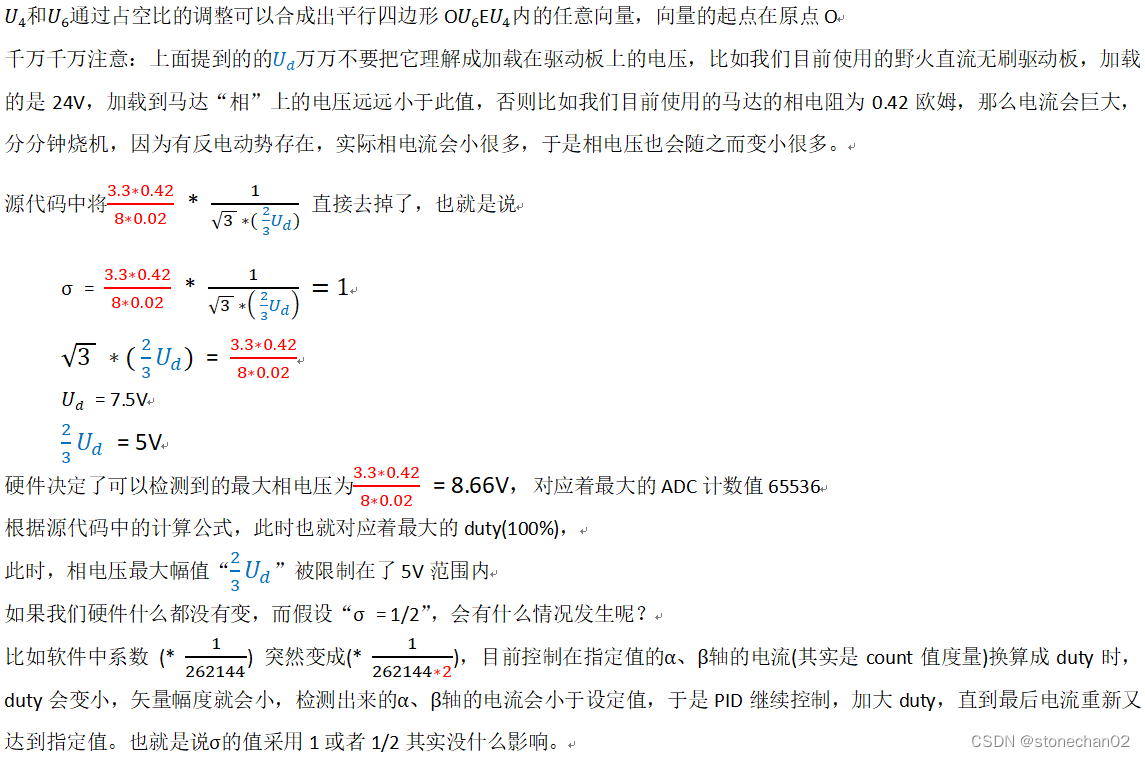 U₄和U₆通过占空比的调整可以合成出平行四边形 OU₆EU₄内的任意向量，向量的起点在原点 O↵
千万千万注意：上面提到的的U_d万万不要把它理解成加载在驱动板上的电压，比如我们目前使用的野火直流无刷驱动板，加载
的是 24V，加载到马达“相”上的电压远远小于此值，否则比如我们目前使用的马达的相电阻为 0.42 欧姆，那么电流会巨大，
分分钟烧机，因为有反电动势存在，实际相电流会小很多，于是相电压也会随之而变小很多。↵
源代码中将 3.3*0.42/8*0.02 * 1/√3 *(2/3 U_d) 直接去掉了，也就是说↵
σ = 3.3*0.42/8*0.02 * 1/√3 *(2/3 U_d) = 1↵
√3 *(2/3 U_d) = 3.3*0.42/8*0.02↵
U_d = 7.5V↵
2/3 U_d = 5V↵
硬件决定了可以检测到的最大相电压为 3.3*0.42/8*0.02 = 8.66V，对应着最大的 ADC 计数值 65536↵
根据源代码中的计算公式，此时也就对应着最大的 duty(100%)，↵
此时，相电压最大幅值“2/3 U_d”被限制在了 5V 范围内↵
如果我们硬件什么都没有变，而假设“σ = 1/2”，会有什么情况发生呢？↵
比如软件中系数 (* 1/262144) 突然变成(* 1/262144*2)，目前控制在指定值的α、β轴的电流(其实是 count 值度量)换算成 duty 时，
duty 会变小，矢量幅度就会小，检测出来的α、β轴的电流会小于设定值，于是 PID 继续控制，加大 duty，直到最后电流重新又
达到指定值。也就是说σ的值采用 1 或者 1/2 其实没什么影响。↵
CSDN @stonechan02